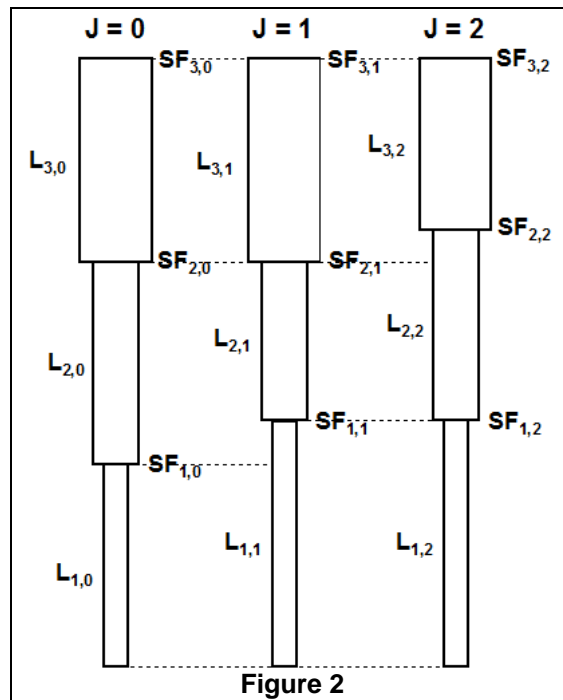 J = 0 J = 1 J = 2
SF3,0 SF3,1 SF3,2
L3,0 L3,1 L3,2
SF2,2
SF2,0 SF2,1
L2,0 L2,1 L2,2
SF1,1 SF1,2
SF1,0
L1,0 L1,1 L1,2
Figure 2